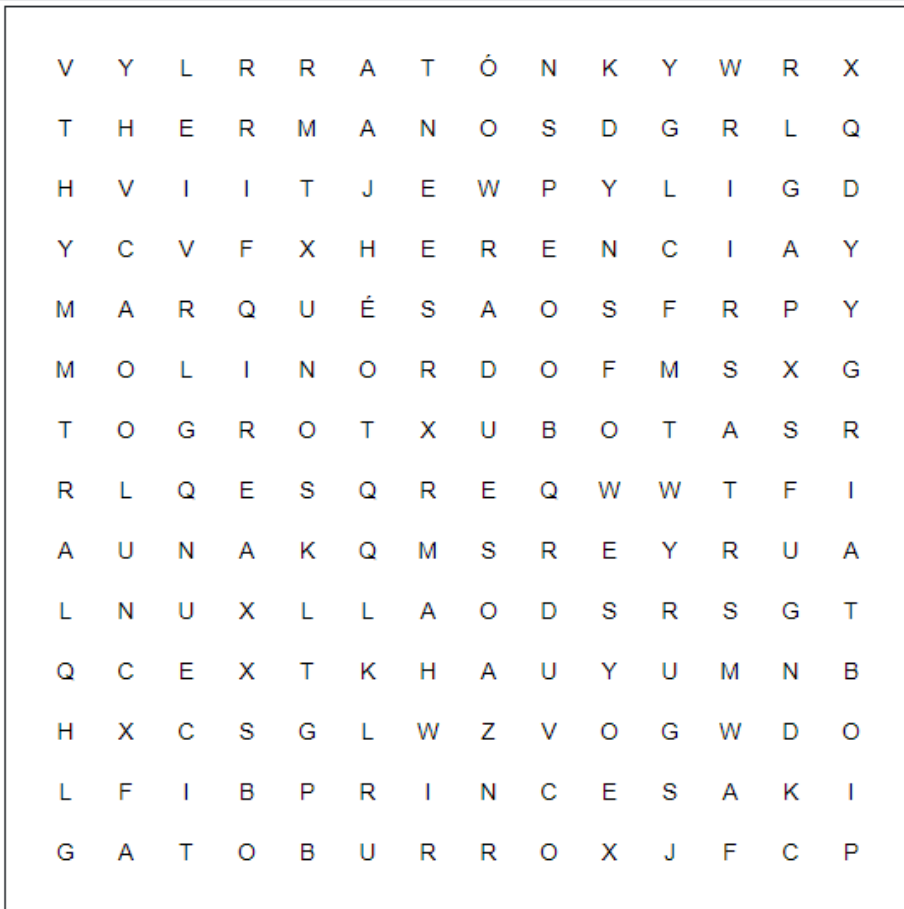 V Y L R R A T Ó N K Y W R X
T H E R M A N O S D G R L Q
H V I I T J E W P Y L I G D
Y C V F X H E R E N C I A Y
M A R Q U É S A O S F R P Y
M O L I N O R D O F M S X G
T O G R O T X U B O T A S R
R L Q E S Q R E Q W W T F I
A U N A K Q M S R E Y R U A
L N U X L L A O D S R S G T
Q C E X T K H A U Y U M N B
H X C S G L W Z V O G W D O
L F I B P R I N C E S A K I
G A T O B U R R O X J F C P